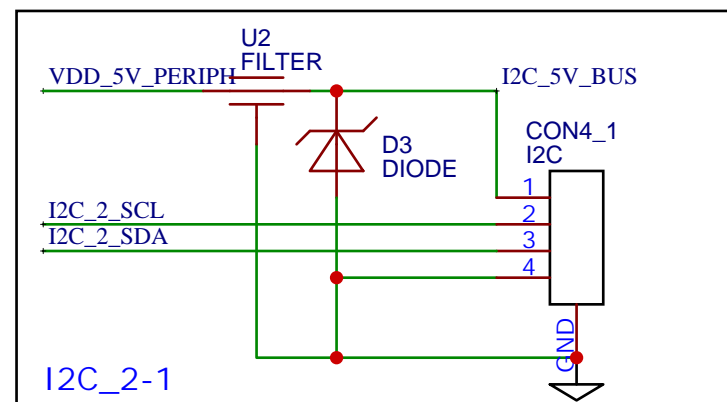 U2
FILTER
VDD_5V_PERIPH
I2C_5V_BUS
CON4_1
I2C
D3
DIODE
1
I2C_2_SCL
2
I2C_2_SDA
3
4
GND
I2C_2-1